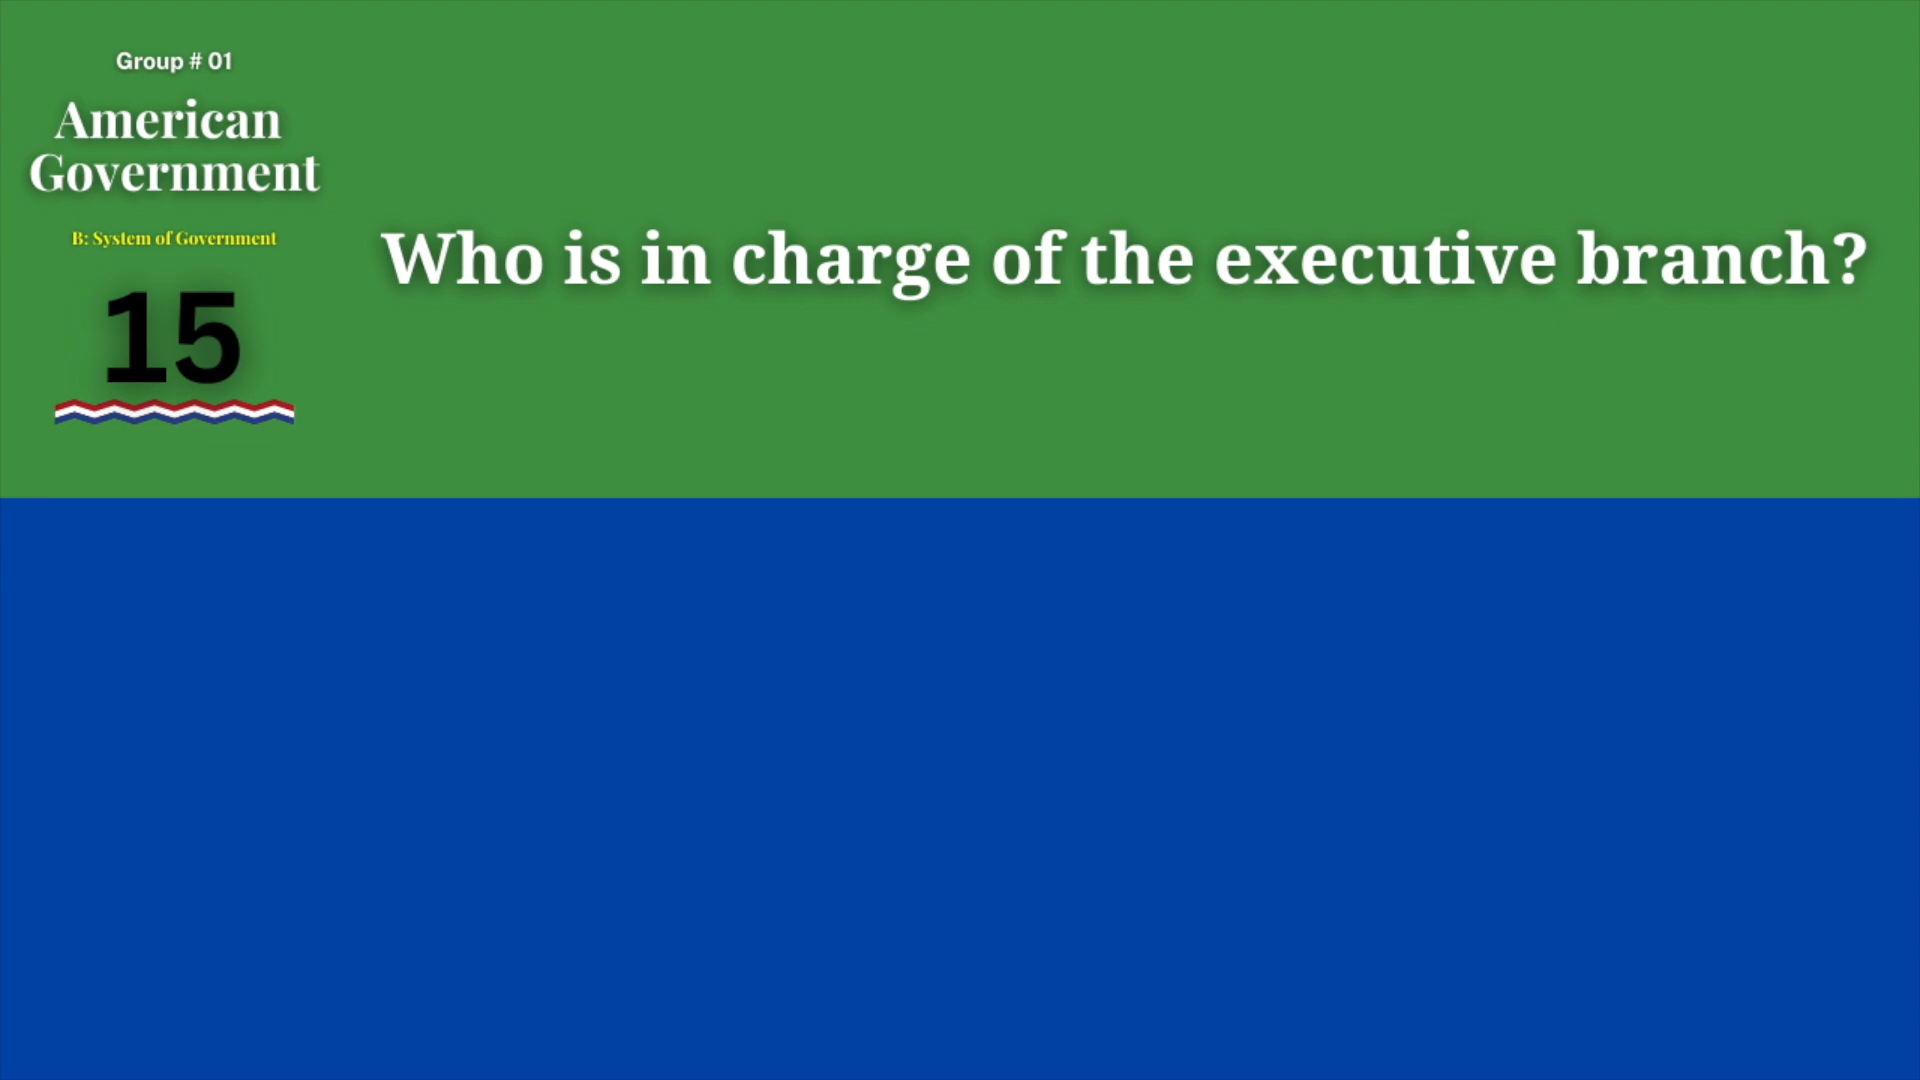 Group # 01
American
Government
B: System of Government
15
Who is in charge of the executive branch?